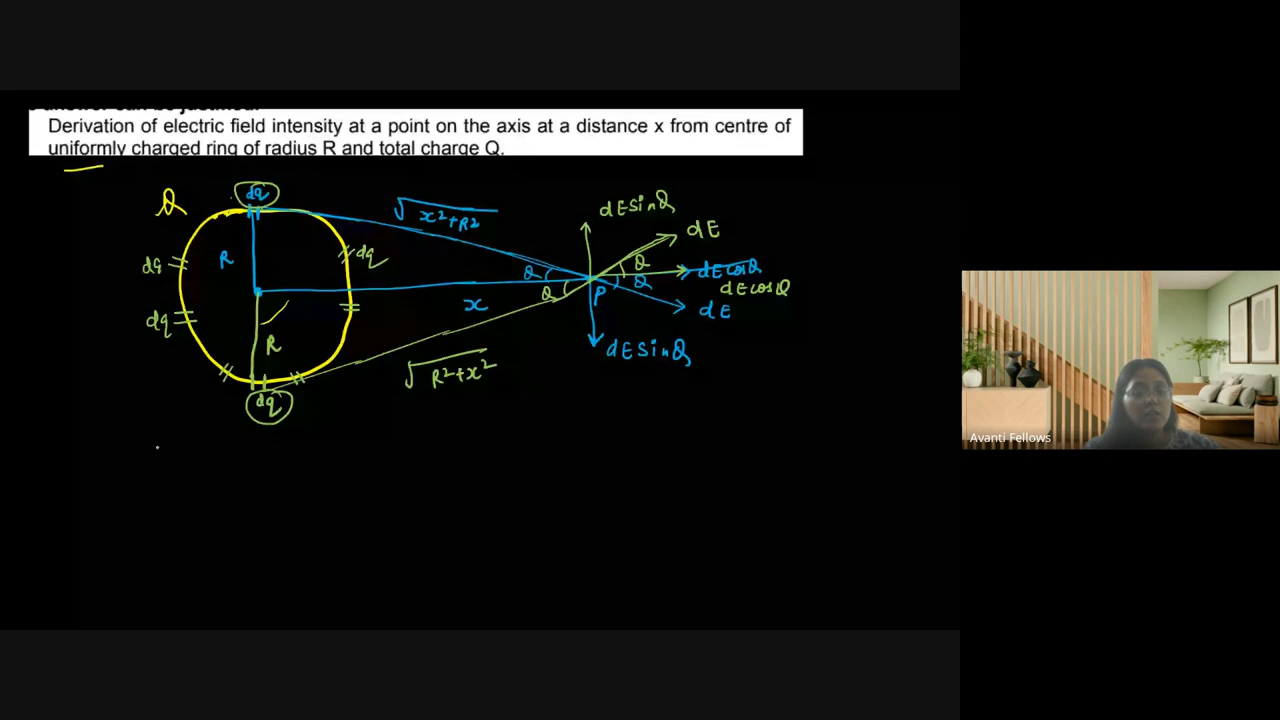 Derivation of electric field intensity at a point on the axis at a distance x from centre of
uniformly charged ring of radius R and total charge Q.
Q
dq
√x²+R²
dE sinθ
dE
dq
R
dq
θ
θ
dE cosθ
dE cosθ
θ
θ
P
x
dE
dq
R
dE sinθ
√R²+x²
dq
Avanti Fellows